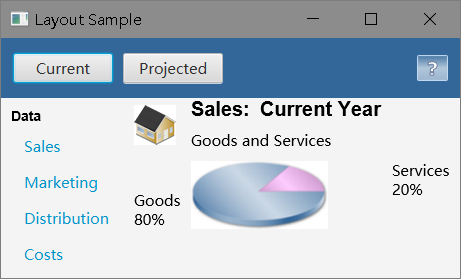 Layout Sample
Current
Projected
?
Data
Sales
Marketing
Distribution
Costs
Sales:  Current Year
Goods and Services
Goods
80%
Services
20%